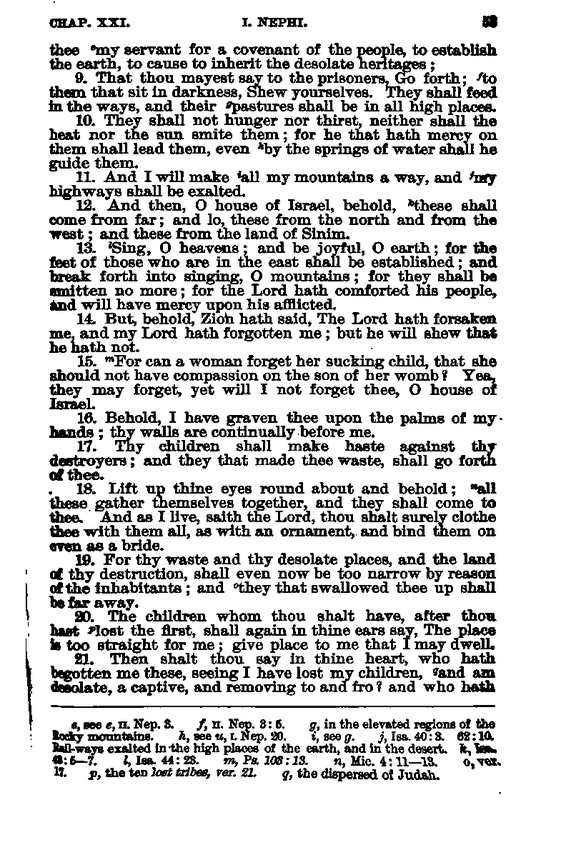 CHAP. XXI. I. NEPHI. 53
thee ᵉmy servant for a covenant of the people, to establish
the earth, to cause to inherit the desolate heritages;
9. That thou mayest say to the prisoners, Go forth; ᶠto
them that sit in darkness, Shew yourselves. They shall feed
in the ways, and their ᵍpastures shall be in all high places.
10. They shall not hunger nor thirst, neither shall the
heat nor the sun smite them; for he that hath mercy on
them shall lead them, even ʰby the springs of water shall he
guide them.
11. And I will make ⁱall my mountains a way, and ʲmy
highways shall be exalted.
12. And then, O house of Israel, behold, ᵏthese shall
come from far; and lo, these from the north and from the
west; and these from the land of Sinim.
13. ˡSing, O heavens; and be joyful, O earth; for the
feet of those who are in the east shall be established; and
break forth into singing, O mountains; for they shall be
smitten no more; for the Lord hath comforted his people,
and will have mercy upon his afflicted.
14. But, behold, Zion hath said, The Lord hath forsaken
me, and my Lord hath forgotten me; but he will shew that
he hath not.
15. ᵐFor can a woman forget her sucking child, that she
should not have compassion on the son of her womb? Yea,
they may forget, yet will I not forget thee, O house of
Israel.
16. Behold, I have graven thee upon the palms of my
hands; thy walls are continually before me.
17. Thy children shall make haste against thy
destroyers; and they that made thee waste, shall go forth
of thee.
18. Lift up thine eyes round about and behold; ⁿall
these gather themselves together, and they shall come to
thee. And as I live, saith the Lord, thou shalt surely clothe
thee with them all, as with an ornament, and bind them on
even as a bride.
19. For thy waste and thy desolate places, and the land
of thy destruction, shall even now be too narrow by reason
of the inhabitants; and ᵒthey that swallowed thee up shall
be far away.
20. The children whom thou shalt have, after thou
hast ᵖlost the first, shall again in thine ears say, The place
is too straight for me; give place to me that I may dwell.
21. Then shalt thou say in thine heart, who hath
begotten me these, seeing I have lost my children, ᑫand am
desolate, a captive, and removing to and fro? and who hath
e, see e, II. Nep. 3. f, II. Nep. 3:5. g, in the elevated regions of the
Rocky mountains. h, see u, I. Nep. 20. i, see g. j, Isa. 40:3. 62:10.
Rail-ways exalted in the high places of the earth, and in the desert. k, Isa.
43:5—7. l, Isa. 44:23. m, Ps. 103:13. n, Mic. 4:11—13. o, ver.
17. p, the ten lost tribes, ver. 21. q, the dispersed of Judah.